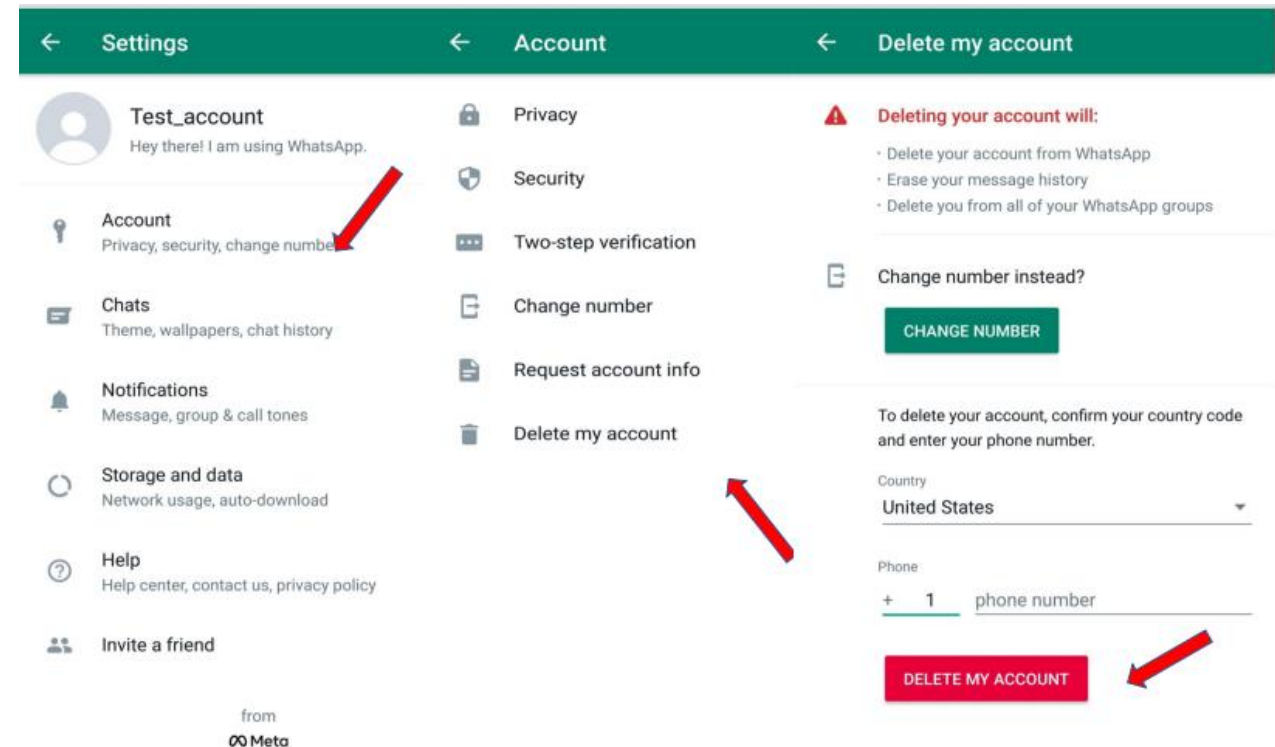 Settings
Test_account
Hey there! I am using WhatsApp.
Account
Privacy, security, change numbe
Chats
Theme, wallpapers, chat history
Notifications
Message, group & call tones
Storage and data
Network usage, auto-download
Help
Help center, contact us, privacy policy
Invite a friend
from
Meta
Account
Privacy
Security
Two-step verification
Change number
Request account info
Delete my account
Delete my account
Deleting your account will:
· Delete your account from WhatsApp
· Erase your message history
· Delete you from all of your WhatsApp groups
Change number instead?
CHANGE NUMBER
To delete your account, confirm your country code
and enter your phone number.
Country
United States
Phone
+ 1 phone number
DELETE MY ACCOUNT